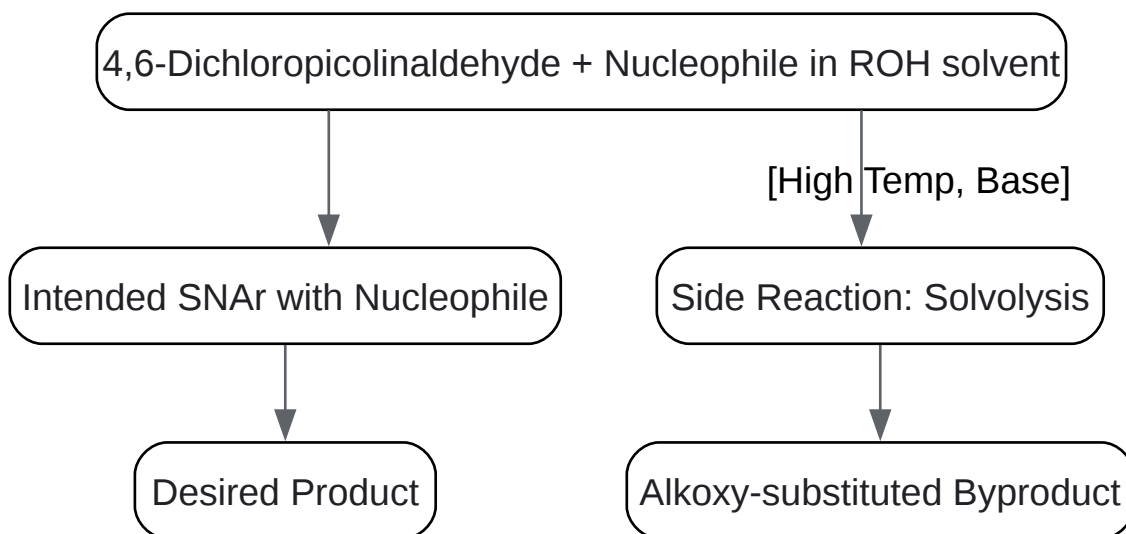 4,6-Dichloropicolinaldehyde + Nucleophile in ROH solvent
[High Temp, Base]
Intended SNAr with Nucleophile
Side Reaction: Solvolysis
Desired Product
Alkoxy-substituted Byproduct